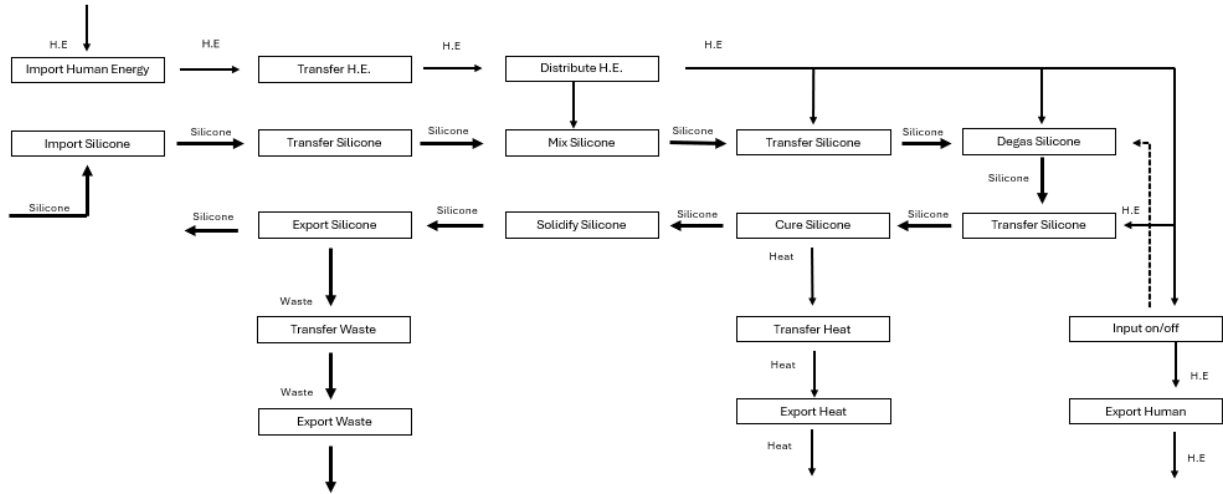 H.E
H.E
H.E
H.E
Import Human Energy
Transfer H.E.
Distribute H.E.
Silicone
Silicone
Silicone
Silicone
Import Silicone
Transfer Silicone
Mix Silicone
Transfer Silicone
Degas Silicone
Silicone
Silicone
Silicone
Silicone
Silicone
Silicone
H.E
Export Silicone
Solidify Silicone
Cure Silicone
Transfer Silicone
Heat
Waste
Transfer Waste
Transfer Heat
Input on/off
Heat
H.E
Waste
Export Waste
Export Heat
Export Human
Heat
H.E